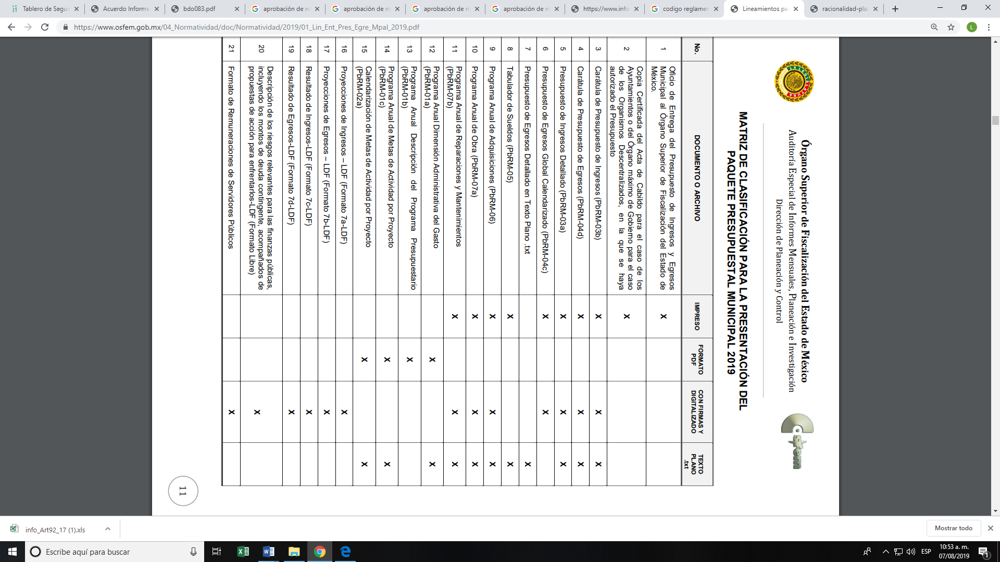 Tablero de Segui
Acuerdo Informe
bdo083.pdf
aprobación de no
aprobación de no
aprobación de no
aprobación de no
https://www.info
codigo reglamen
Lineamientos pa
racionalidad-pla
https://www.osfem.gob.mx/04_Normatividad/doc/Normatividad/2019/01_Lin_Ent_Pres_Egre_Mpal_2019.pdf
L
LX LEGISLATURA
Órgano Superior de Fiscalización del Estado de México
Auditoría Especial de Informes Mensuales, Planeación e Investigación
Dirección de Planeación y Control
osfem
MATRIZ DE CLASIFICACIÓN PARA LA PRESENTACIÓN DEL
PAQUETE PRESUPUESTAL MUNICIPAL 2019
No. DOCUMENTO O ARCHIVO IMPRESO FORMATO PDF CON FIRMAS Y DIGITALIZADO TEXTO PLANO .txt
1 Oficio de Entrega del Presupuesto de Ingresos y Egresos X
Municipal al Órgano Superior de Fiscalización del Estado de
México.
2 Copia Certificada del Acta de Cabildo para el caso de los X
Ayuntamientos o del Órgano máximo de Gobierno para el caso
de los Organismos Descentralizados, en la que se haya
autorizado el Presupuesto
3 Carátula de Presupuesto de Ingresos (PbRM-03b) X X X
4 Carátula de Presupuesto de Egresos (PbRM-04d) X X X
5 Presupuesto de Ingresos Detallado (PbRM-03a) X X X
6 Presupuesto de Egresos Global Calendarizado (PbRM-04c) X X
7 Presupuesto de Egresos Detallado en Texto Plano .txt X
8 Tabulador de Sueldos (PbRM-05) X X
9 Programa Anual de Adquisiciones (PbRM-06) X X X
10 Programa Anual de Obra (PbRM-07a) X X X
11 Programa Anual de Reparaciones y Mantenimientos X X X
(PbRM-07b)
12 Programa Anual Dimensión Administrativa del Gasto X X
(PbRM-01a)
13 Programa Anual Descripción del Programa Presupuestario X
(PbRM-01b)
14 Programa Anual de Metas de Actividad por Proyecto X X
(PbRM-01c)
15 Calendarización de Metas de Actividad por Proyecto X X
(PbRM-02a)
16 Proyecciones de Ingresos – LDF (Formato 7a-LDF) X
17 Proyecciones de Egresos – LDF (Formato 7b-LDF) X
18 Resultado de Ingresos-LDF (Formato 7c-LDF) X
19 Resultado de Egresos-LDF (Formato 7d-LDF) X
20 Descripción de los riesgos relevantes para las finanzas públicas, X
incluyendo los montos de deuda contingente, acompañados de
propuestas de acción para enfrentarlos-LDF (Formato Libre)
21 Formato de Remuneraciones de Servidores Públicos X
11
info_Art92_17 (1).xls
Mostrar todo
Escribe aquí para buscar
ESP
10:53 a. m.
07/08/2019
1